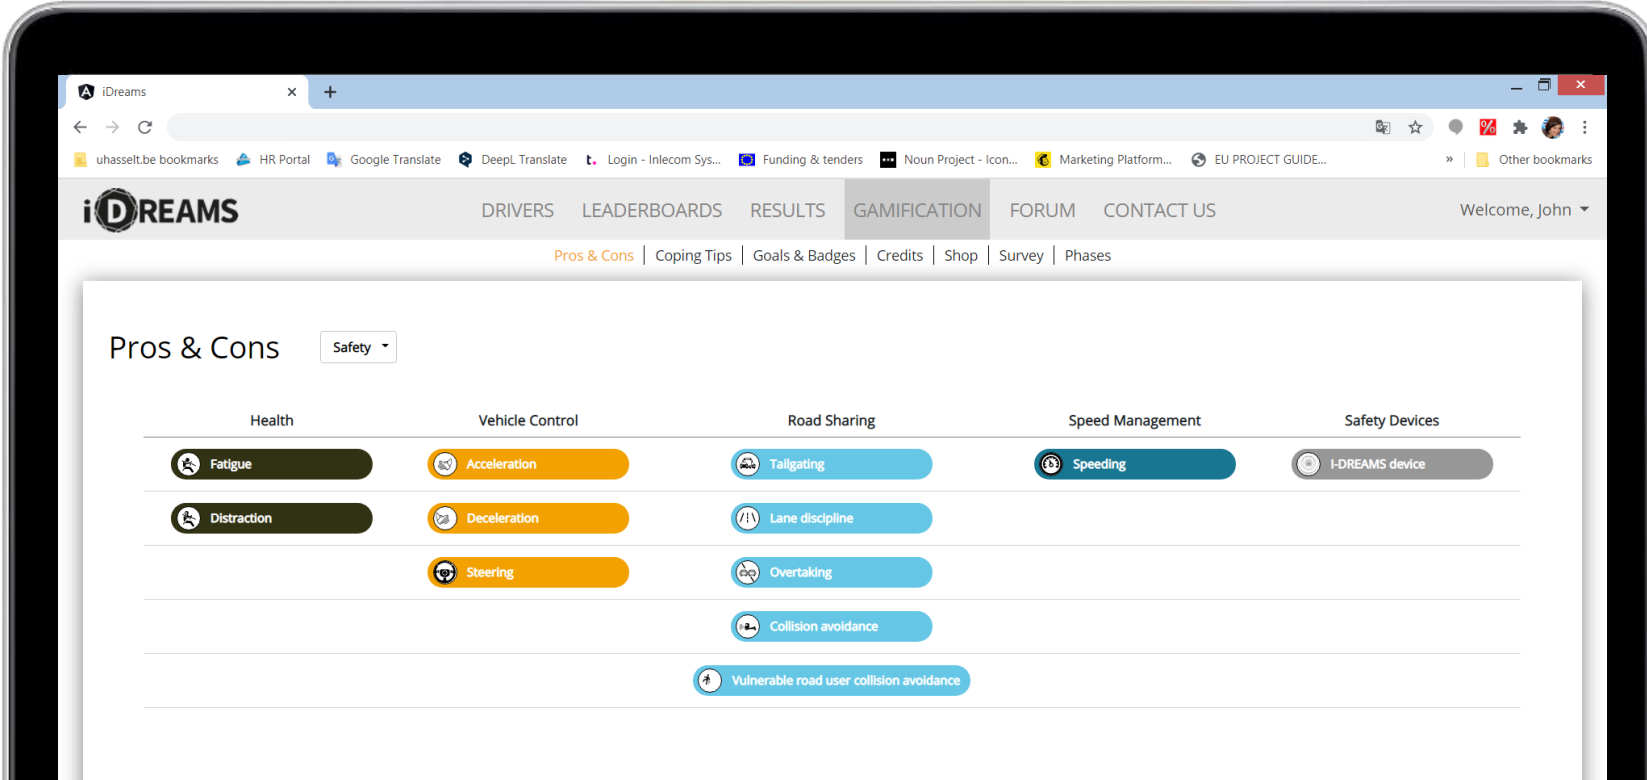 iDreams
uhasselt.be bookmarks HR Portal Google Translate DeepL Translate Login - Inlecom Sys... Funding & tenders Noun Project - Icon... Marketing Platform... EU PROJECT GUIDE... » Other bookmarks
iDREAMS DRIVERS LEADERBOARDS RESULTS GAMIFICATION FORUM CONTACT US Welcome, John
Pros & Cons | Coping Tips | Goals & Badges | Credits | Shop | Survey | Phases
Pros & Cons Safety
Health Vehicle Control Road Sharing Speed Management Safety Devices
Fatigue Acceleration Tailgating Speeding I-DREAMS device
Distraction Deceleration Lane discipline
Steering Overtaking
Collision avoidance
Vulnerable road user collision avoidance